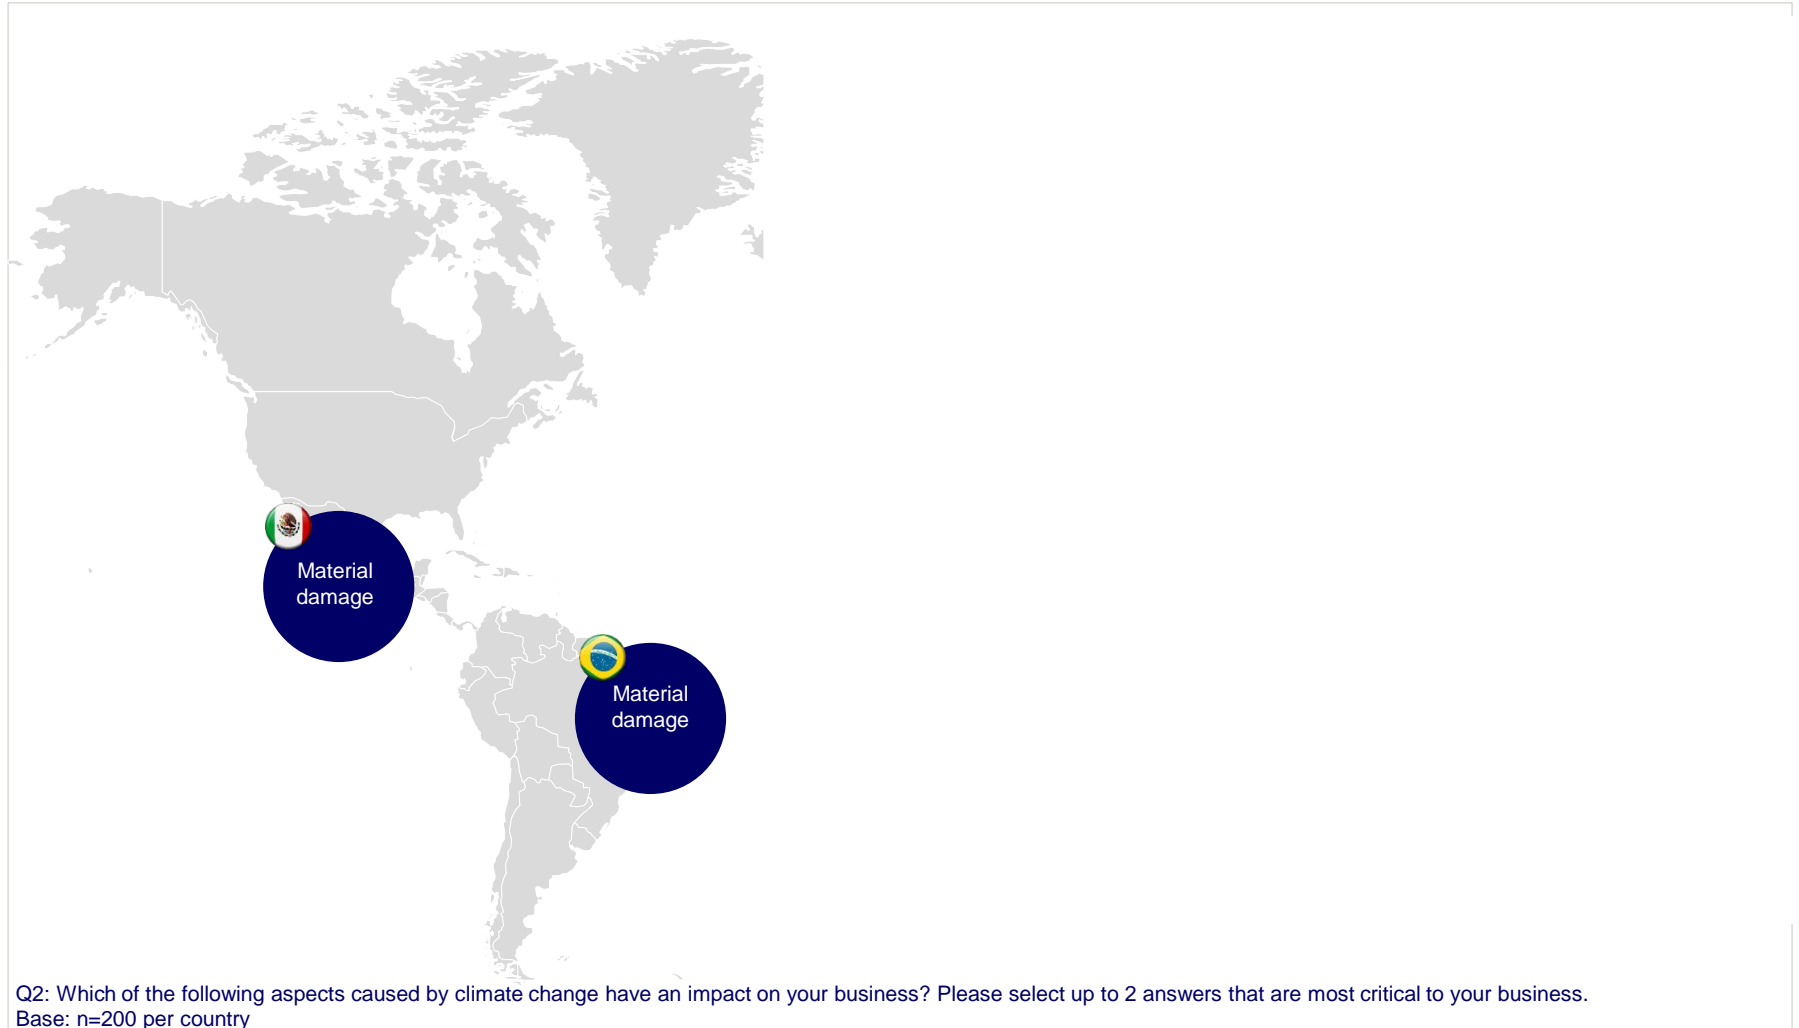 Material
damage
Material
damage
Q2: Which of the following aspects caused by climate change have an impact on your business? Please select up to 2 answers that are most critical to your business.
Base: n=200 per country